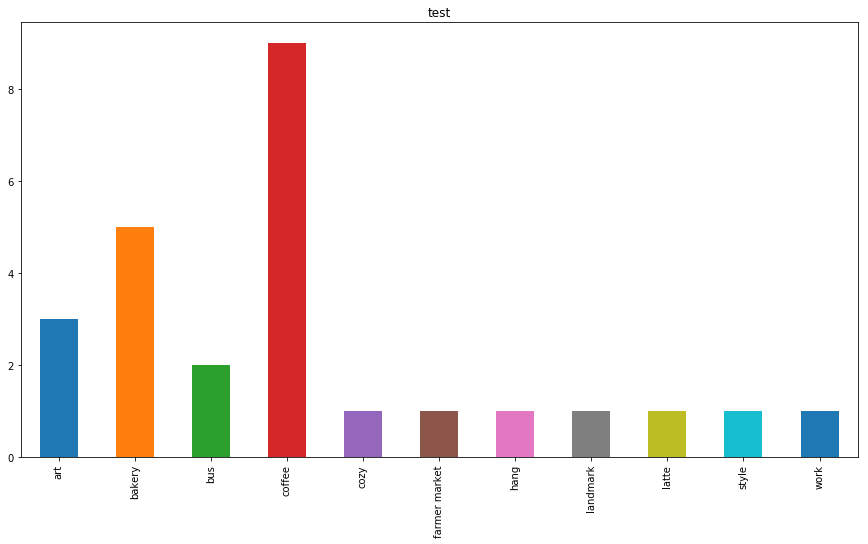 test
8
6
4
2
0
art
bakery
bus
coffee
cozy
farmer market
hang
landmark
latte
style
work